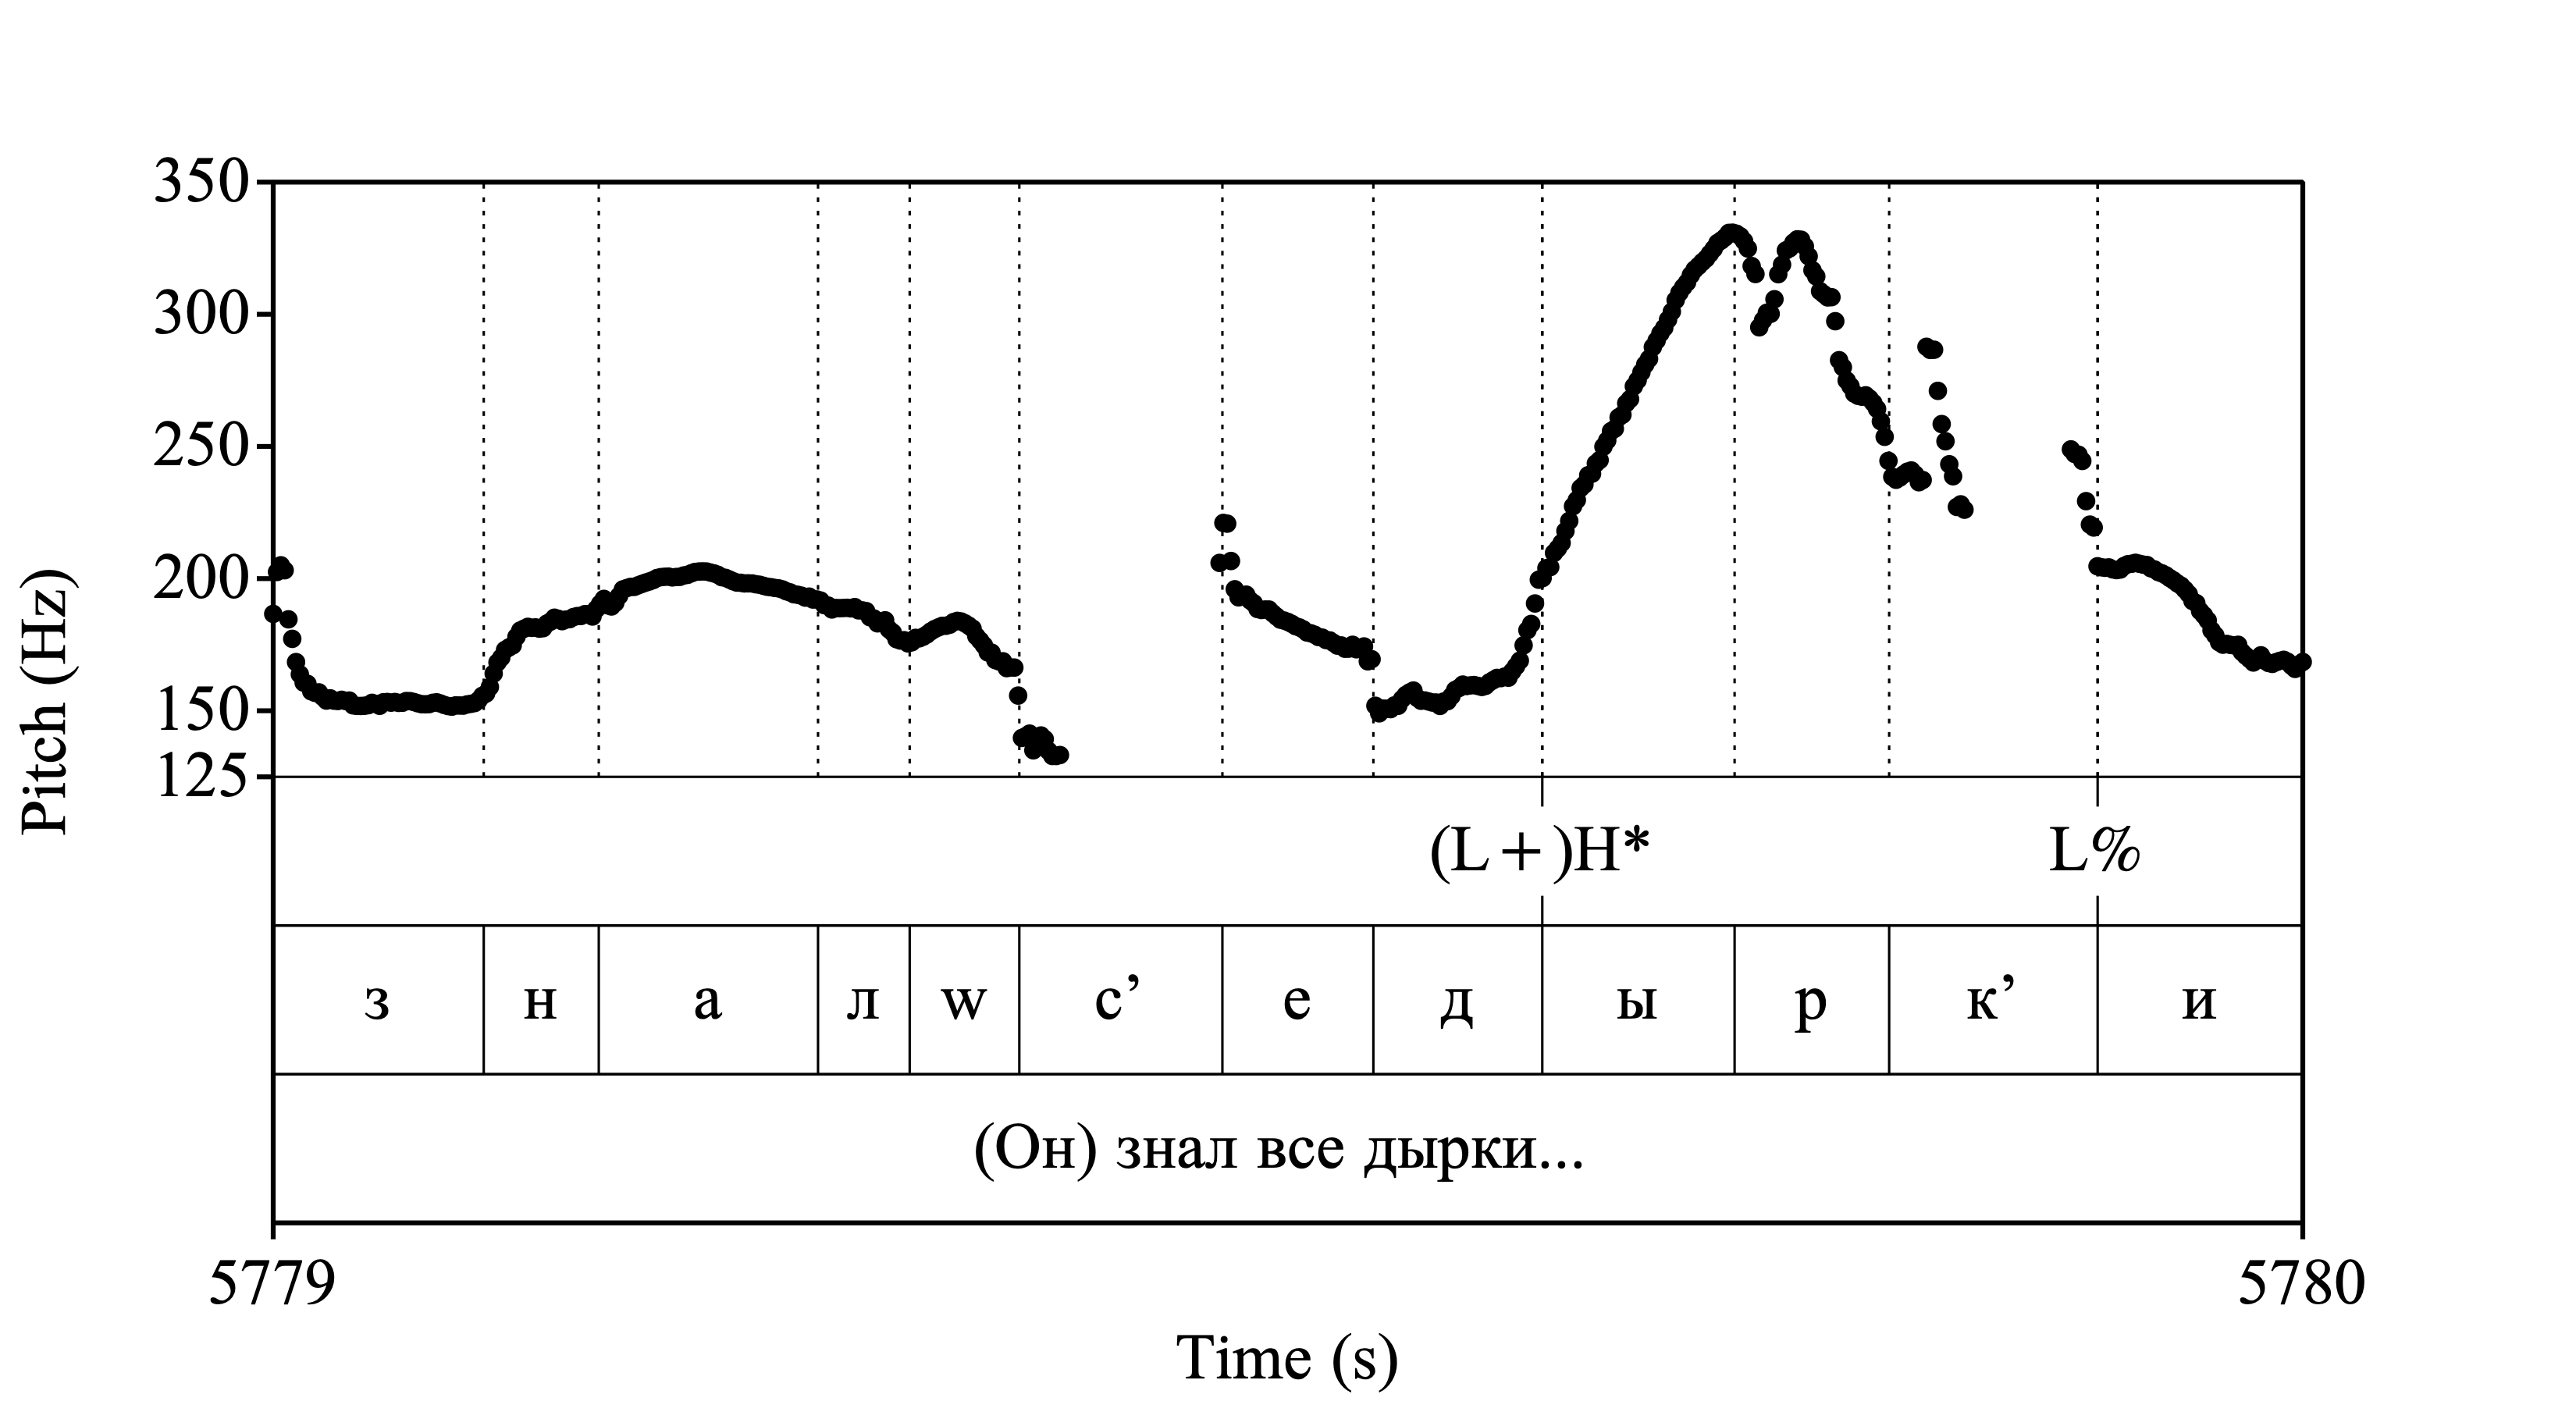 Pitch (Hz)
350
300
250
200
150
125
(L+)H* L%
з н а л w с’ е д ы р к’ и
(Он) знал все дырки...
5779 5780
Time (s)